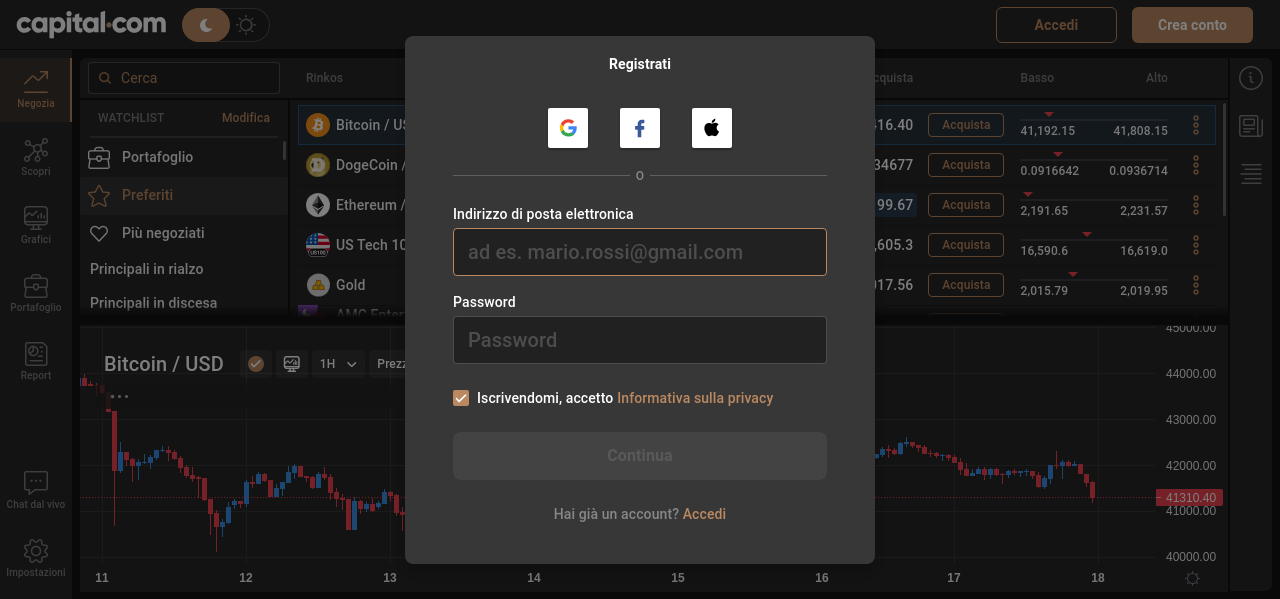 capital.com
Accedi
Crea conto
Registrati
Cerca
Rinkos
Basso
Alto
Negozia
WATCHLIST
Modifica
Bitcoin /
16.40
Acquista
41,192.15
41,808.15
Portafoglio
DogeCoin /
34677
Acquista
0.0916642
0.0936714
Scopri
o
Preferiti
Ethereum /
99.67
Acquista
2,191.65
2,231.57
Indirizzo di posta elettronica
Più negoziati
ad es. mario.rossi@gmail.com
US Tech 10
,605.3
Acquista
16,590.6
16,619.0
Grafici
Principali in rialzo
Gold
017.56
Acquista
2,015.79
2,019.95
Principali in discesa
Password
Portafoglio
45000.00
Password
Bitcoin / USD
1H
Prezz
Report
44000.00
Iscrivendomi, accetto Informativa sulla privacy
43000.00
Continua
42000.00
Chat dal vivo
41310.40
41000.00
Hai già un account? Accedi
40000.00
Impostazioni
11
12
13
14
15
16
17
18